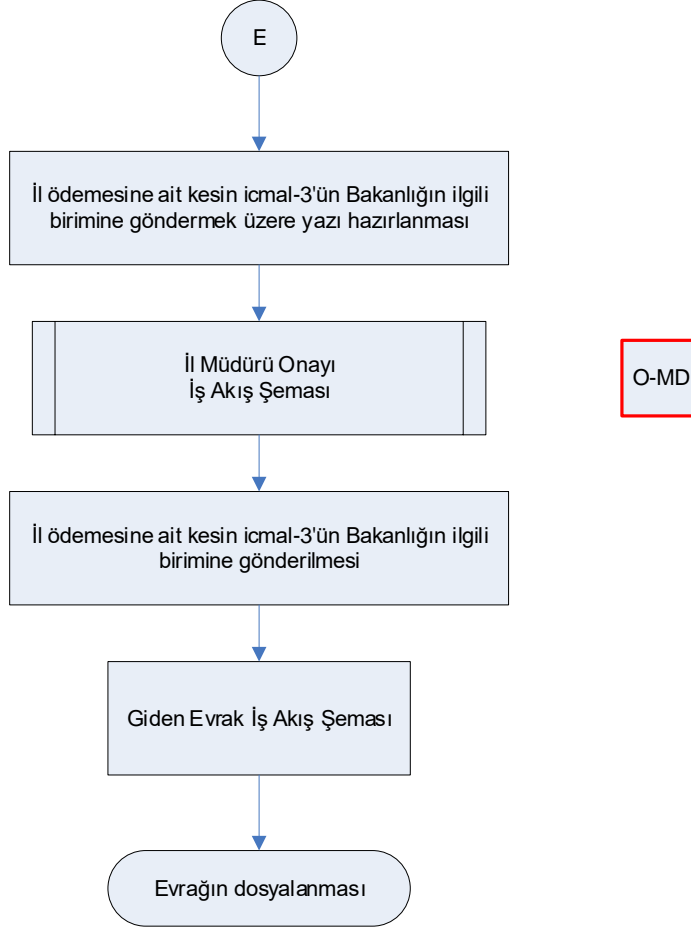 E
İl ödemesine ait kesin icmal-3'ün Bakanlığın ilgili
birimine göndermek üzere yazı hazırlanması
İl Müdürü Onayı
İş Akış Şeması
O-MD
İl ödemesine ait kesin icmal-3'ün Bakanlığın ilgili
birimine gönderilmesi
Giden Evrak İş Akış Şeması
Evrağın dosyalanması